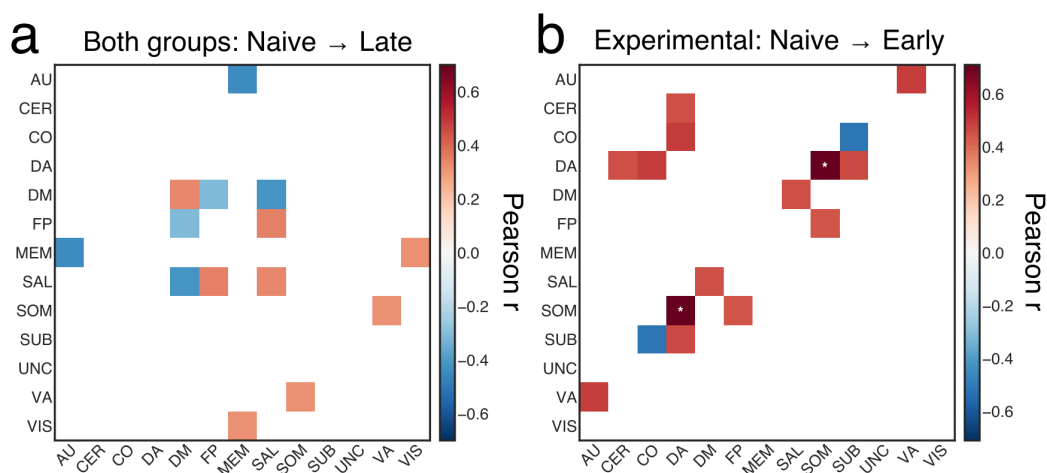 a Both groups: Naive → Late
AU
CER
CO
DA
DM
FP
MEM
SAL
SOM
SUB
UNC
VA
VIS
AU CER CO DA DM FP MEM SAL SOM SUB UNC VA VIS
0.6
0.4
0.2
0.0
−0.2
−0.4
−0.6
Pearson r
b Experimental: Naive → Early
AU
CER
CO
DA
DM
FP
MEM
SAL
SOM
SUB
UNC
VA
VIS
*
*
AU CER CO DA DM FP MEM SAL SOM SUB UNC VA VIS
0.6
0.4
0.2
0.0
−0.2
−0.4
−0.6
Pearson r